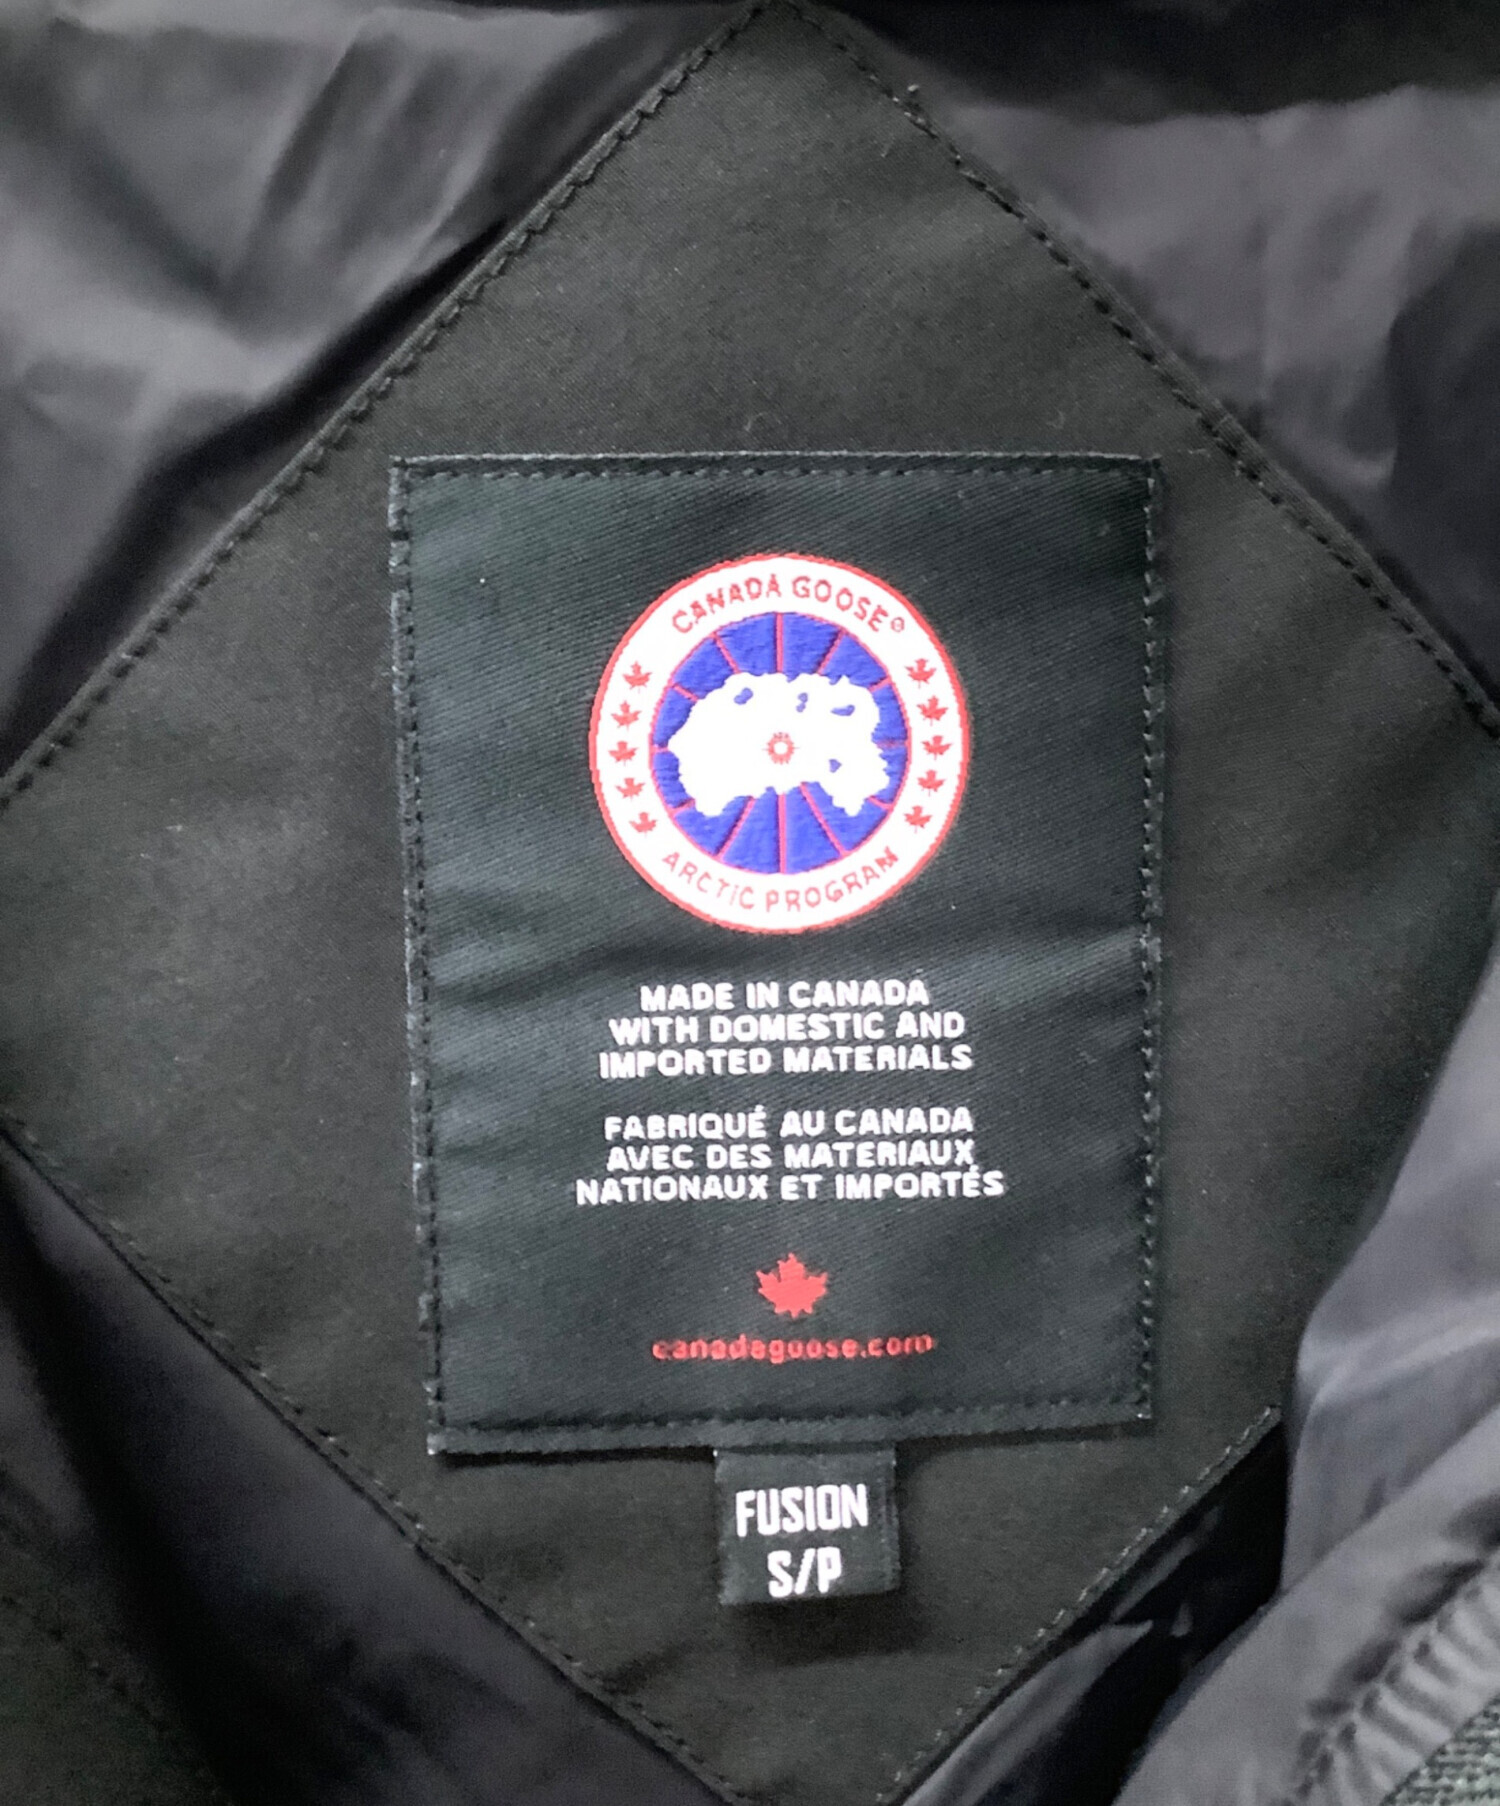 CANADA GOOSE®
ARCTIC PROGRAM
MADE IN CANADA
WITH DOMESTIC AND
IMPORTED MATERIALS
FABRIQUÉ AU CANADA
AVEC DES MATERIAUX
NATIONAUX ET IMPORTÉS
canadagoose.com
FUSION
S/P